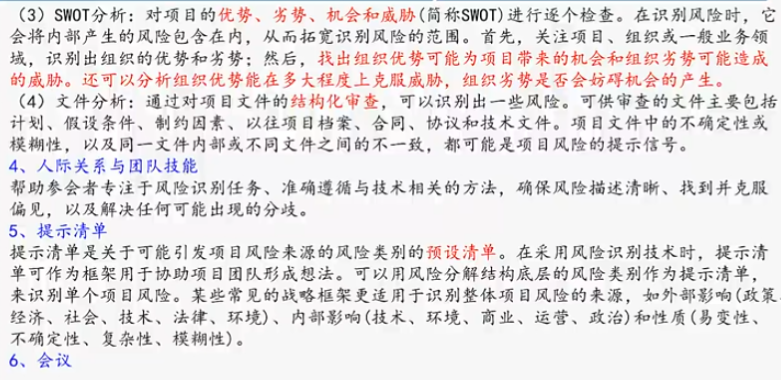 （3）SWOT分析：对项目的优势、劣势、机会和威胁(简称SWOT)进行逐个检查。在识别风险时，它
会将内部产生的风险包含在内，从而拓宽识别风险的范围。首先，关注项目、组织或一般业务领
域，识别出组织的优势和劣势；然后，找出组织优势可能为项目带来的机会和组织劣势可能造成
的威胁。还可以分析组织优势能在多大程度上克服威胁，组织劣势是否会妨碍机会的产生。
（4）文件分析：通过对项目文件的结构化审查，可以识别出一些风险。可供审查的文件主要包括
计划、假设条件、制约因素、以往项目档案、合同、协议和技术文件。项目文件中的不确定性或
模糊性，以及同一文件内部或不同文件之间的不一致，都可能是项目风险的提示信号。
4、人际关系与团队技能
帮助参会者专注于风险识别任务、准确遵循与技术相关的方法，确保风险描述清晰、找到并克服
偏见，以及解决任何可能出现的分歧。
5、提示清单
提示清单是关于可能引发项目风险来源的风险类别的预设清单。在采用风险识别技术时，提示清
单可作为框架用于协助项目团队形成想法。可以用风险分解结构底层的风险类别作为提示清单，
来识别单个项目风险。某些常见的战略框架更适用于识别整体项目风险的来源，如外部影响(政策、
经济、社会、技术、法律、环境)、内部影响(技术、环境、商业、运营、政治)和性质(易变性、
不确定性、复杂性、模糊性)。
6、会议